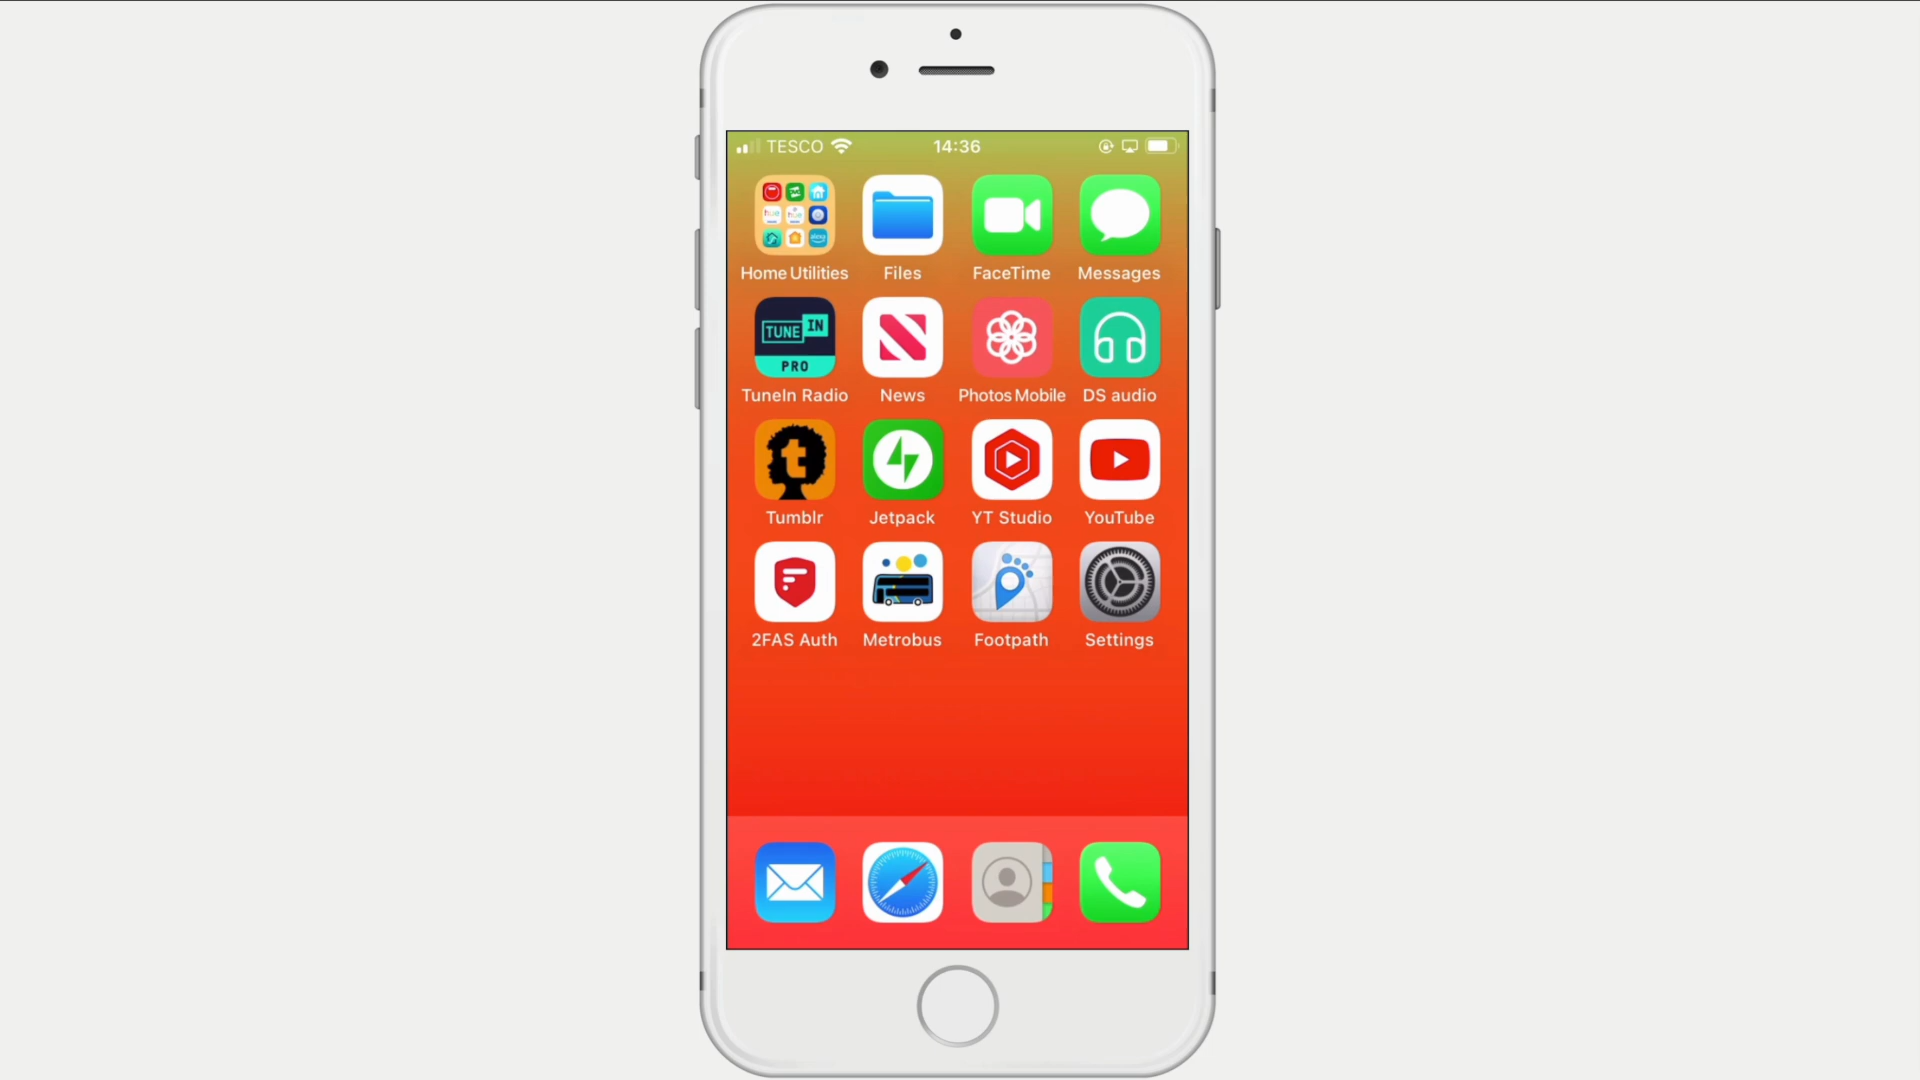 TESCO 14:36
Home Utilities Files FaceTime Messages
TUNE IN
PRO
TuneIn Radio News Photos Mobile DS audio
t
Tumblr Jetpack YT Studio YouTube
2FAS Auth Metrobus Footpath Settings